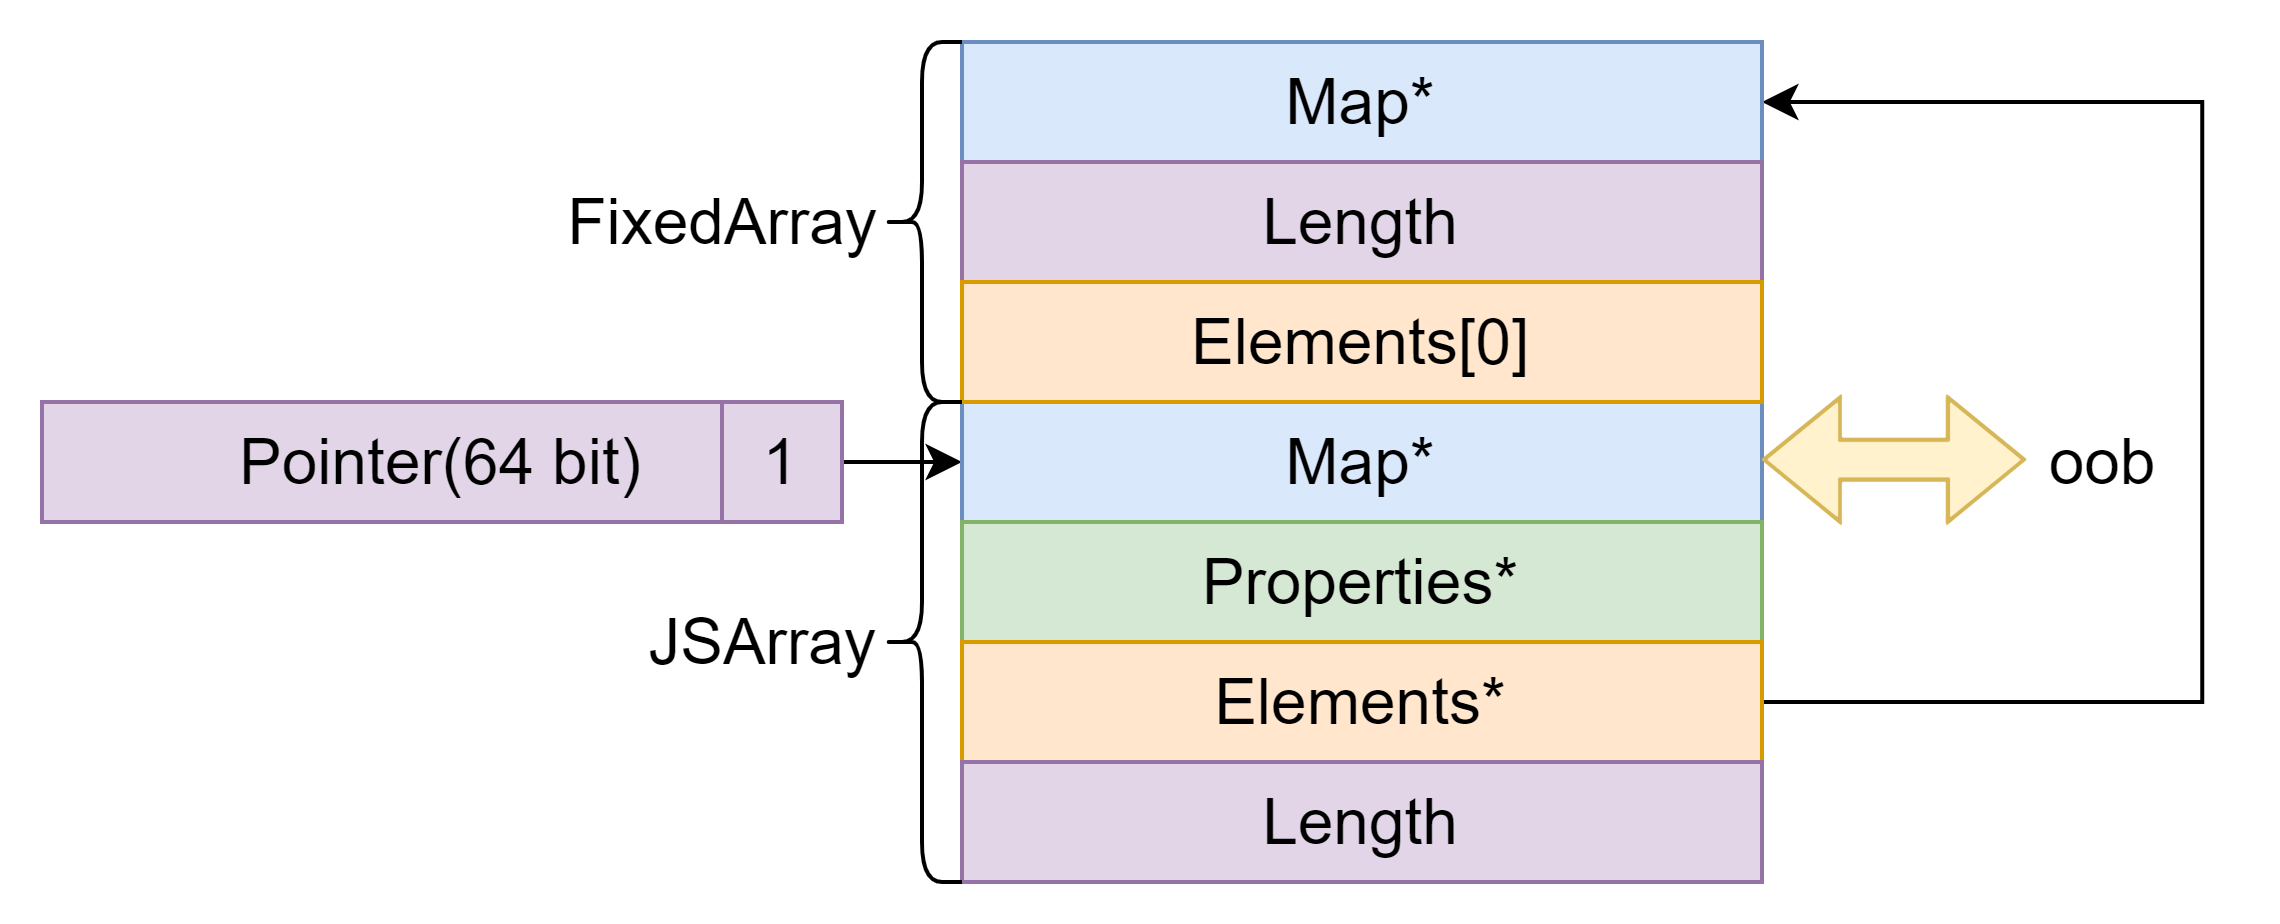 Map*
Length
FixedArray
Elements[0]
Pointer(64 bit)
1
Map*
oob
Properties*
JSArray
Elements*
Length